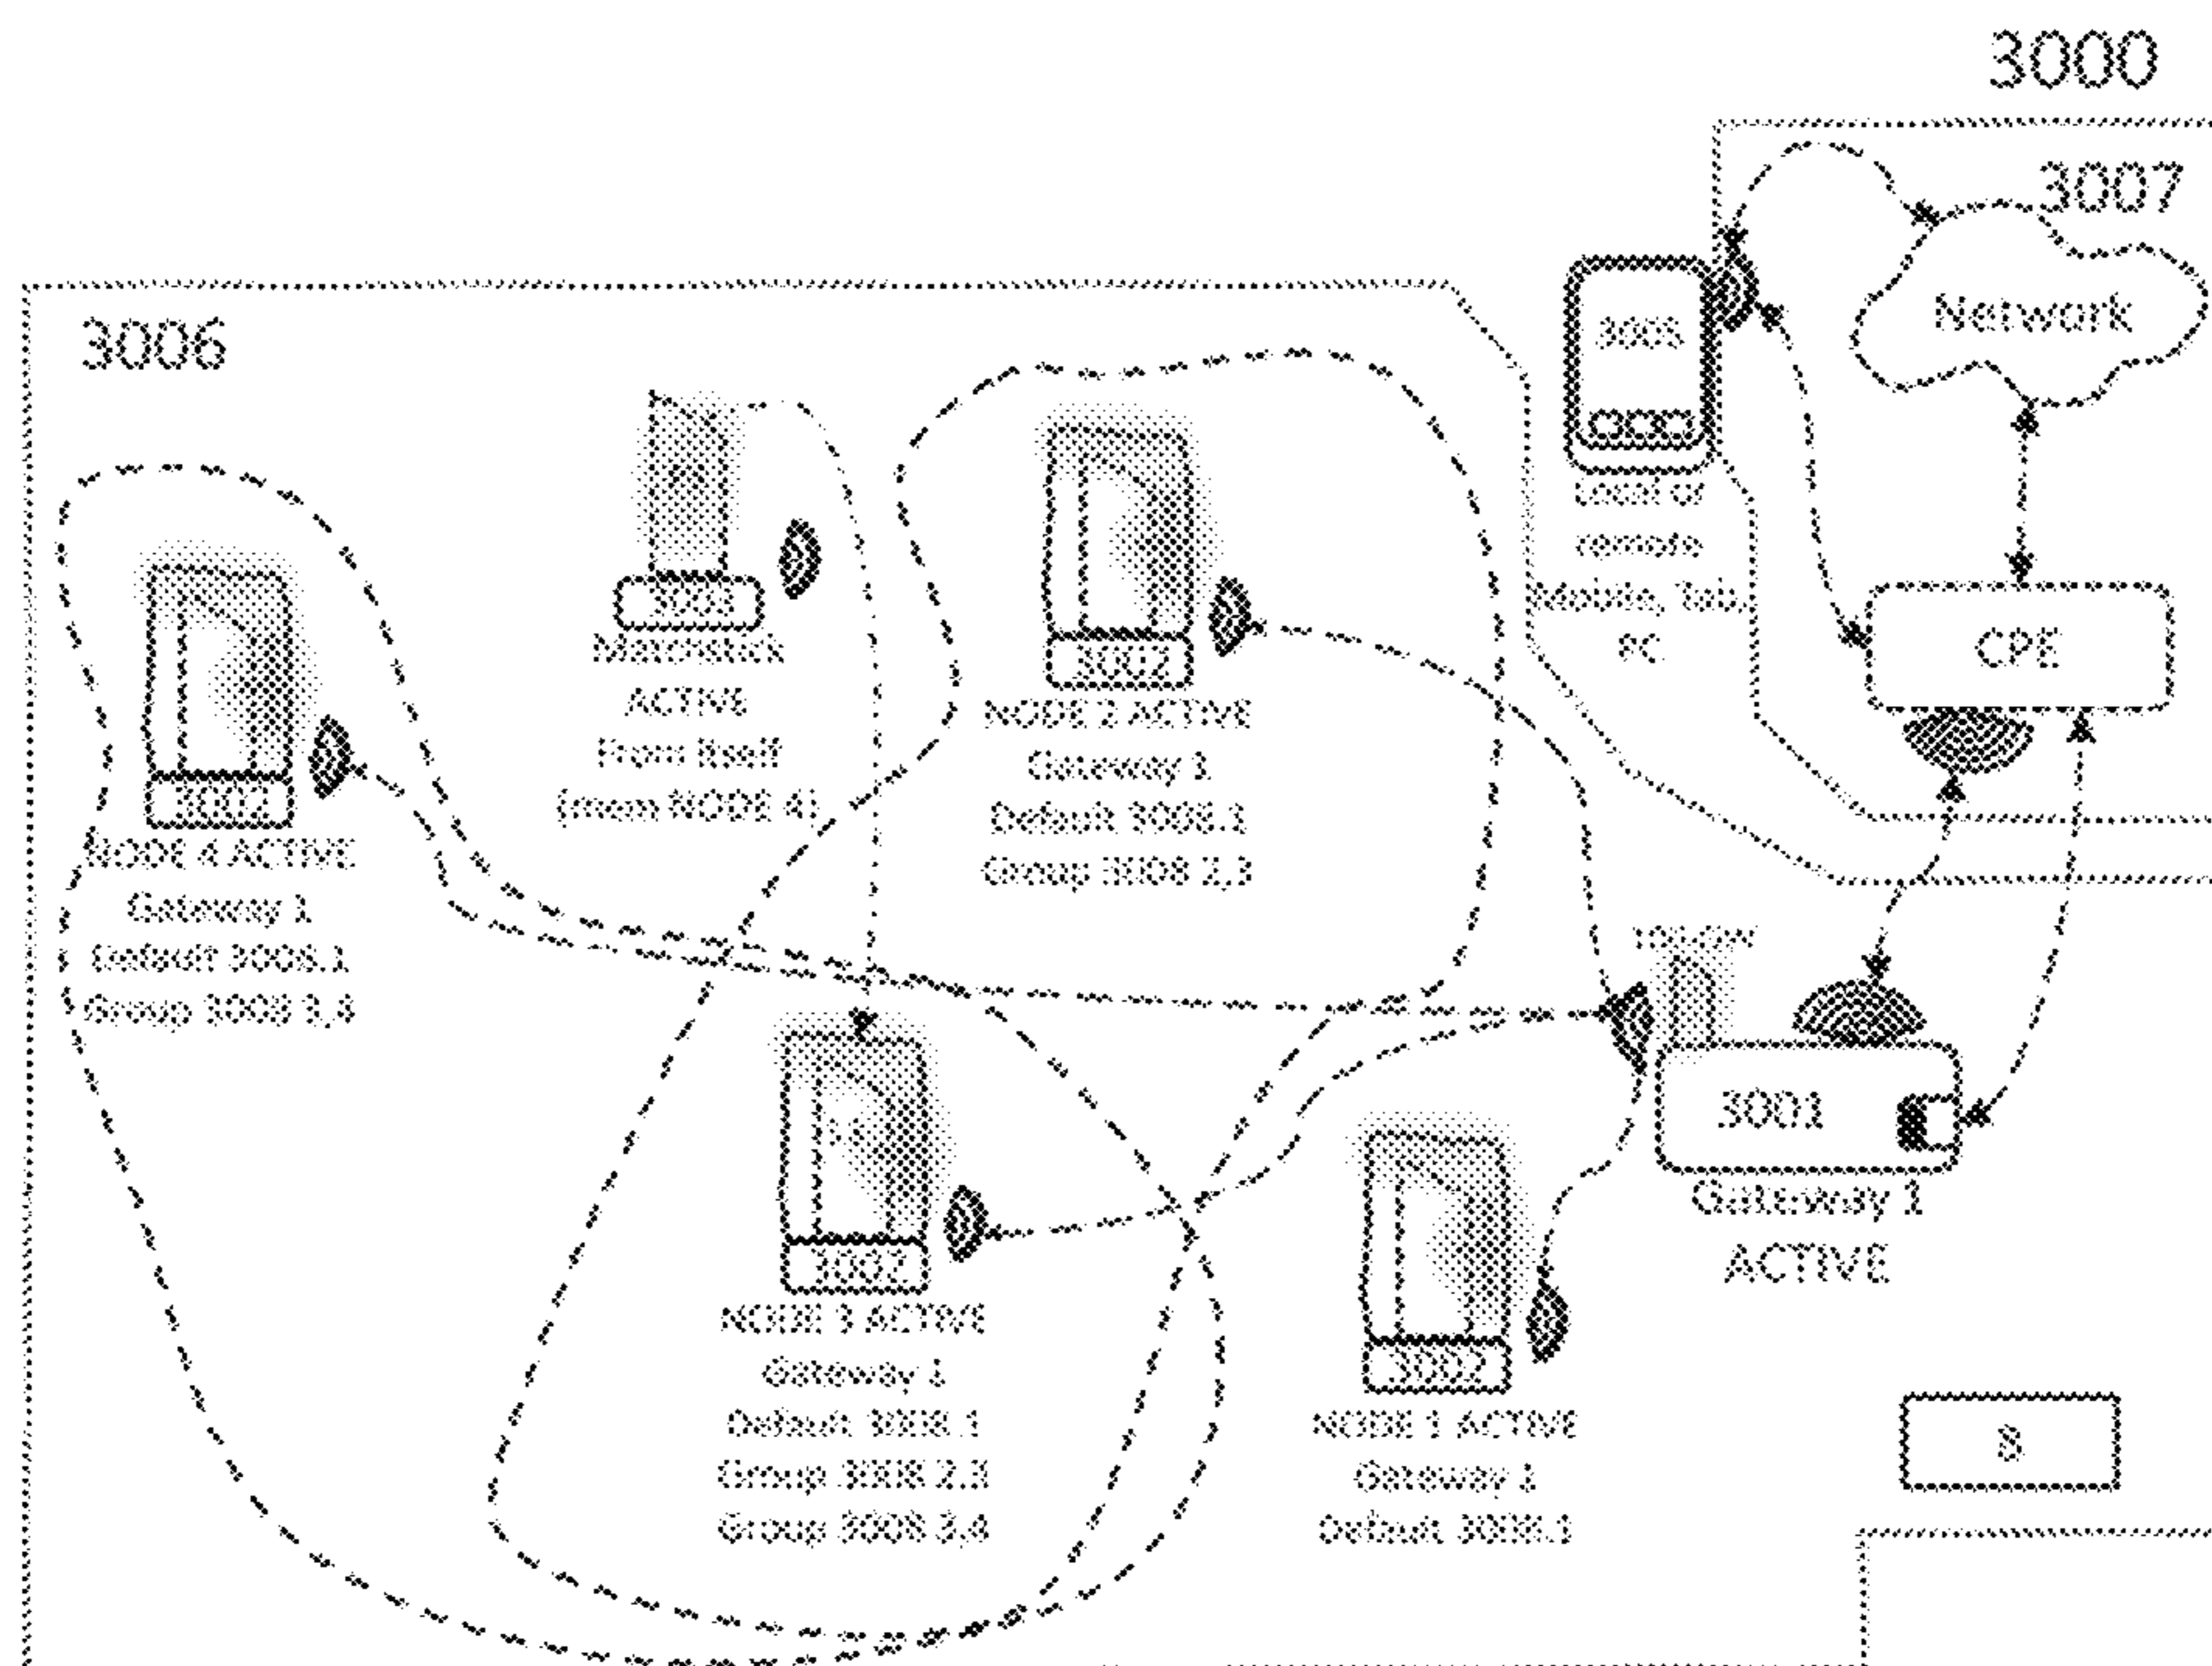 3000
3007
Network
3006
3005
Local or
remote
Mobile, Tab,
PC
CPE
3003
Matchstick
ACTIVE
From Itself
(from NODE 4)
3002
NODE 2 ACTIVE
Gateway 1
Default 3008.1
Group 3008 2,3
3002
NODE 4 ACTIVE
Gateway 1
Default 3008.1
Group 3008 3,4
3001
Gateway 1
ACTIVE
3002
NODE 3 ACTIVE
Gateway 1
Default 3008.1
Group 3008 2,3
Group 3008 3,4
3002
NODE 1 ACTIVE
Gateway 1
Default 3008.1
8